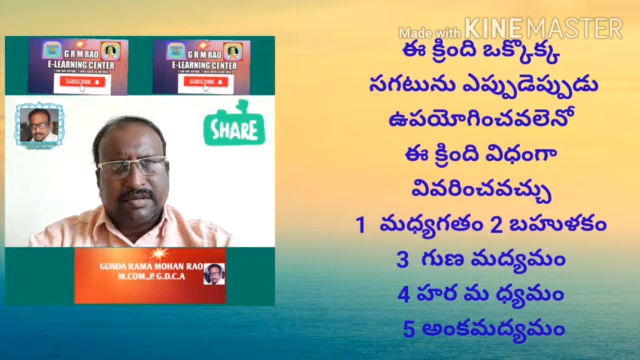 Made with KINEMASTER
G R M RAO
E-LEARNING CENTER
SUBSCRIBE
G R M RAO
E-LEARNING CENTER
SUBSCRIBE
SHARE
GUNDA RAMA MOHAN RAO
M.COM.,P.G.D.C.A
ఈ క్రింది ఒక్కొక్క
సగటును ఎప్పుడెప్పుడు
ఉపయోగించవలెనో
ఈ క్రింది విధంగా
వివరించవచ్చు
1 మధ్యగతం 2 బహుళకం
3 గుణ మద్యమం
4 హర మ ధ్యమం
5 అంకమద్యమం